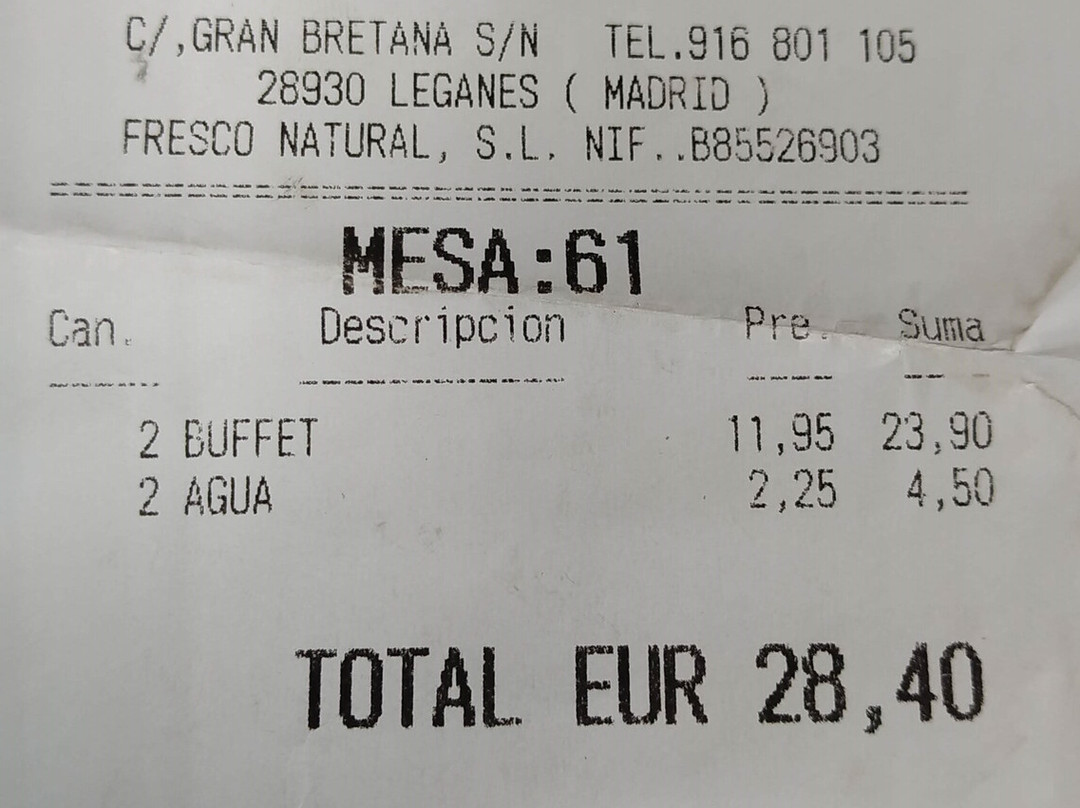 C/,GRAN BRETANA S/N TEL.916 801 105
28930 LEGANES ( MADRID )
FRESCO NATURAL, S.L. NIF..B85526903
MESA:61
Can. Descripcion Pre. Suma
2 BUFFET 11,95 23,90
2 AGUA 2,25 4,50
TOTAL EUR 28,40